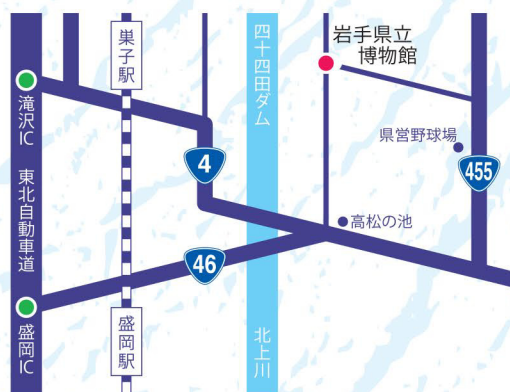 巣子駅
四十四田ダム
岩手県立
博物館
滝沢IC
県営野球場
4
455
東北自動車道
高松の池
46
盛岡IC
盛岡駅
北上川